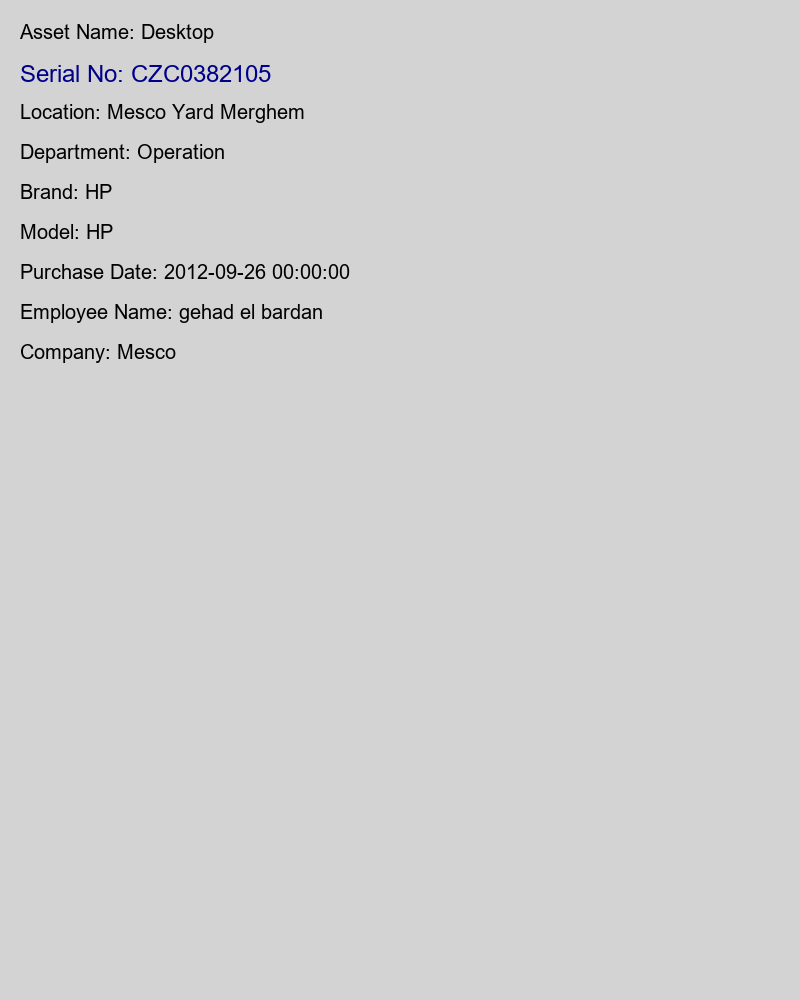 Asset Name: Desktop
Serial No: CZC0382105
Location: Mesco Yard Merghem
Department: Operation
Brand: HP
Model: HP
Purchase Date: 2012-09-26 00:00:00
Employee Name: gehad el bardan
Company: Mesco